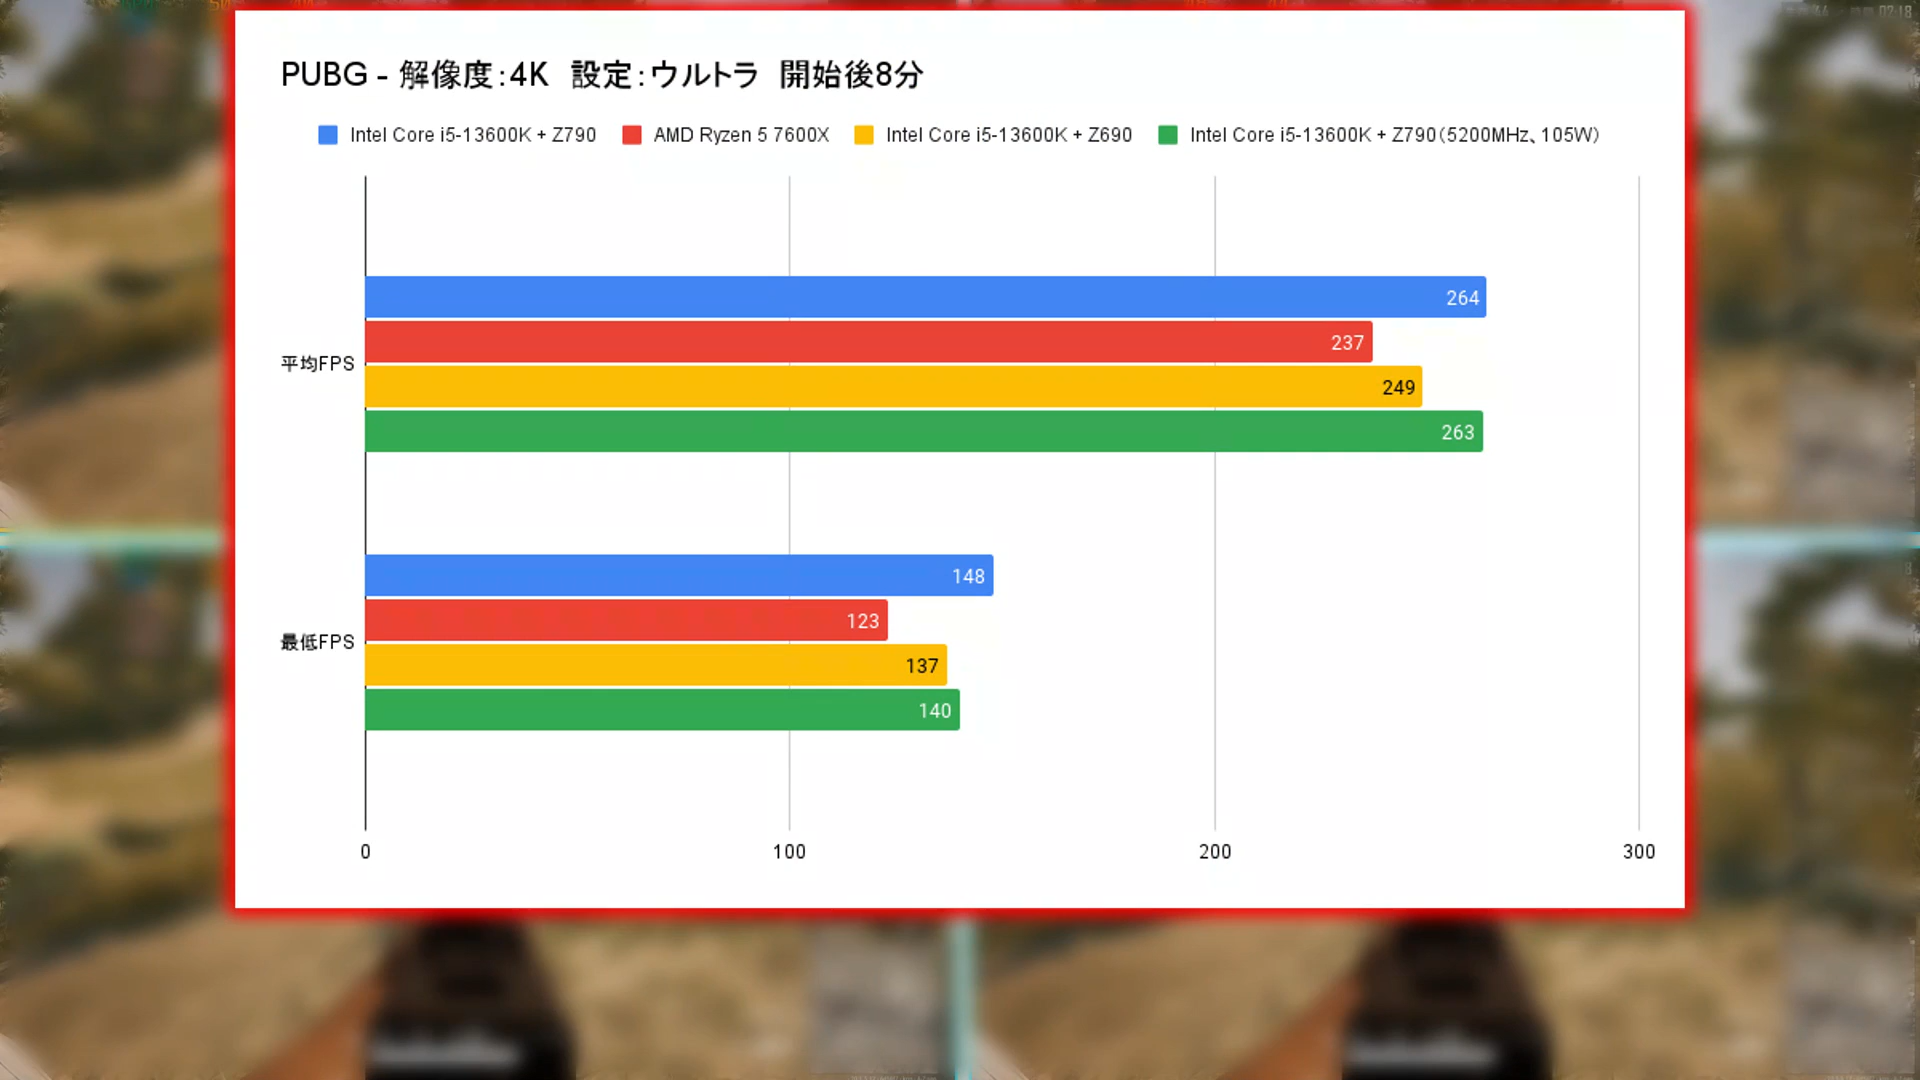 PUBG - 解像度：4K　設定：ウルトラ　開始後8分
Intel Core i5-13600K + Z790
AMD Ryzen 5 7600X
Intel Core i5-13600K + Z690
Intel Core i5-13600K + Z790（5200MHz、105W）
平均FPS
264
237
249
263
最低FPS
148
123
137
140
0
100
200
300
02:18